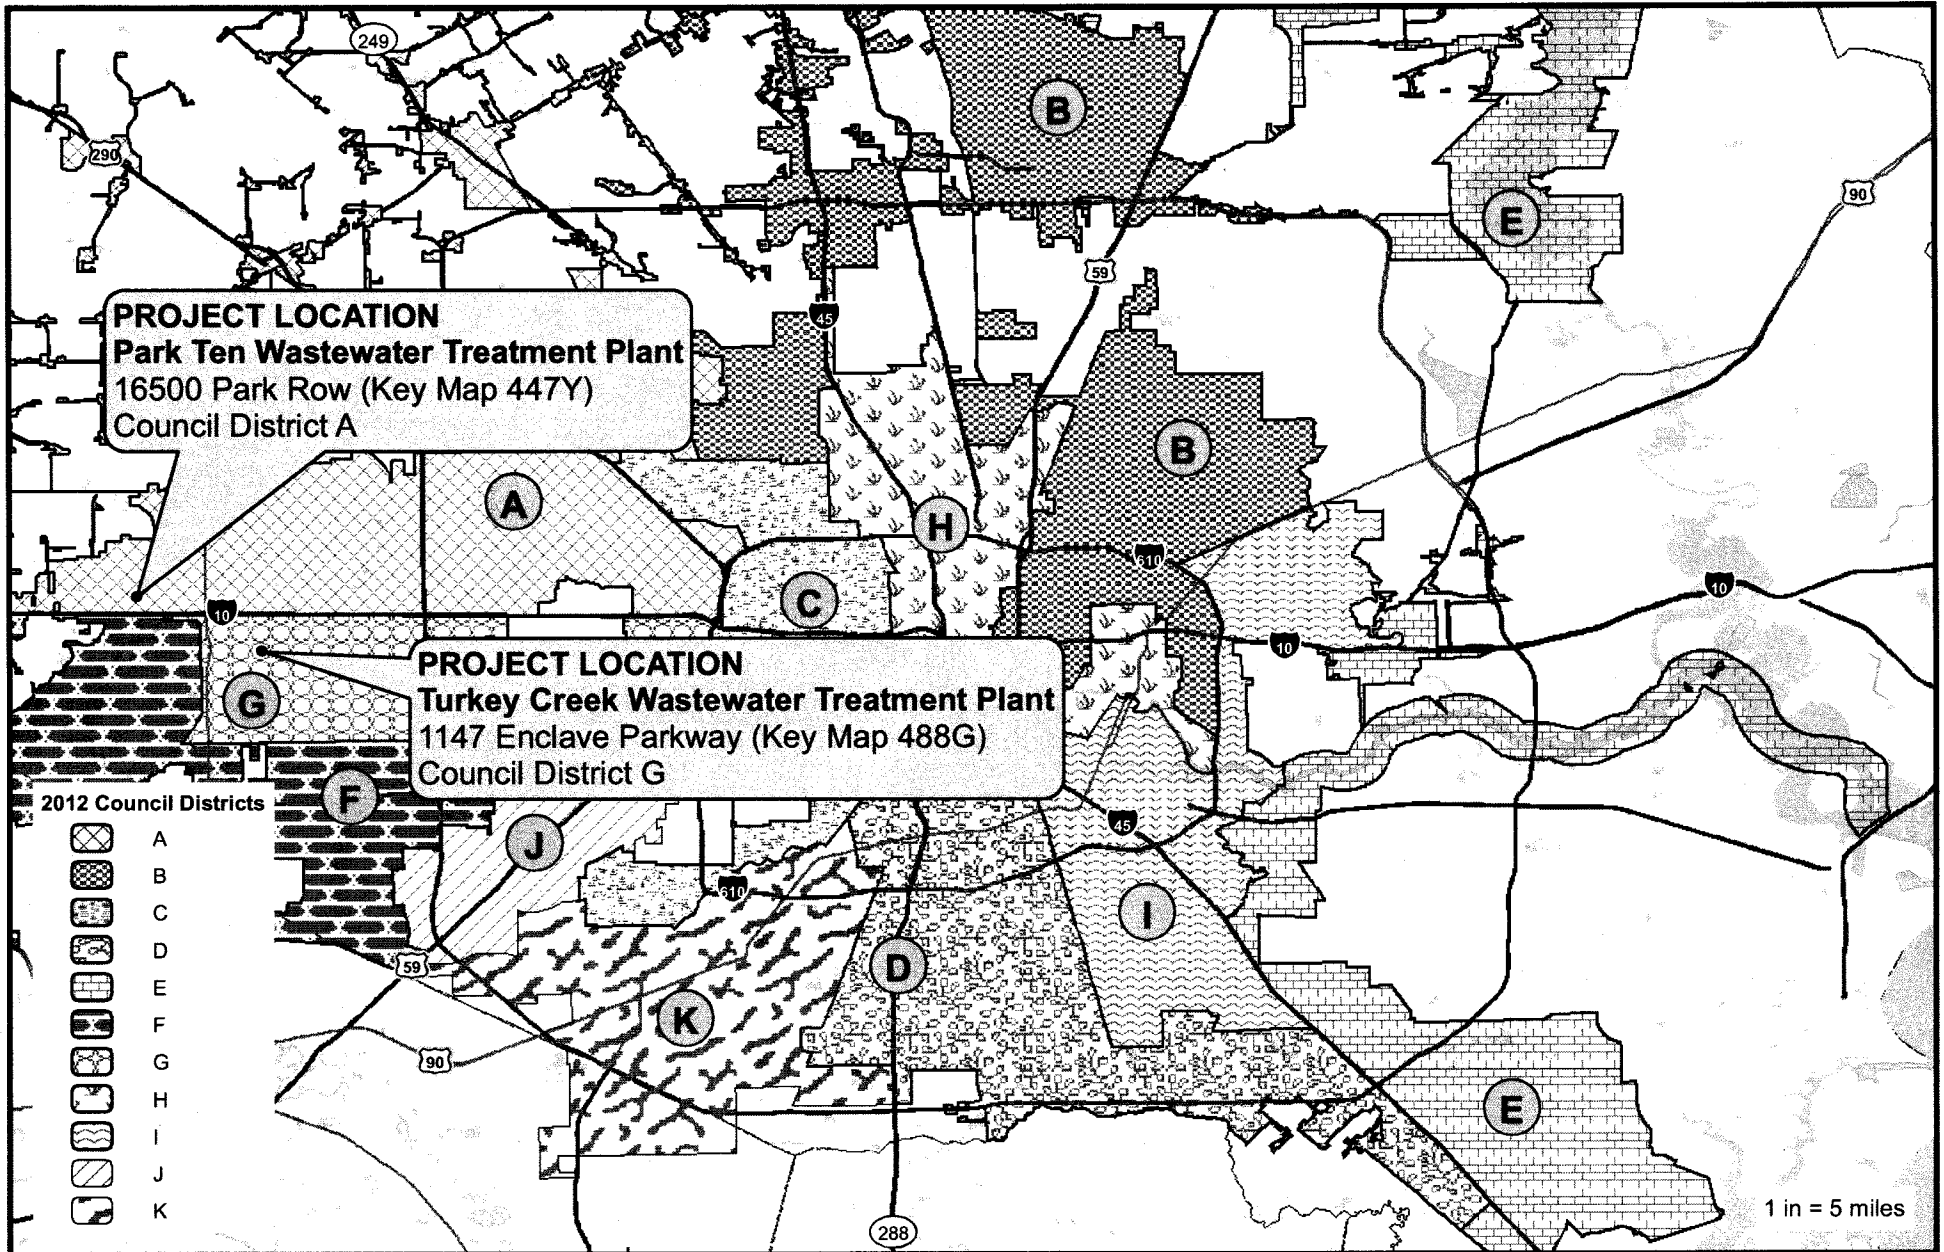 249
B
290
E
90
59
45
PROJECT LOCATION
Park Ten Wastewater Treatment Plant
16500 Park Row (Key Map 447Y)
Council District A
B
A
H
610
C
10
10
10
PROJECT LOCATION
Turkey Creek Wastewater Treatment Plant
1147 Enclave Parkway (Key Map 488G)
Council District G
G
F
J
45
610
I
59
D
K
90
E
288
2012 Council Districts
A
B
C
D
E
F
G
H
I
J
K
1 in = 5 miles